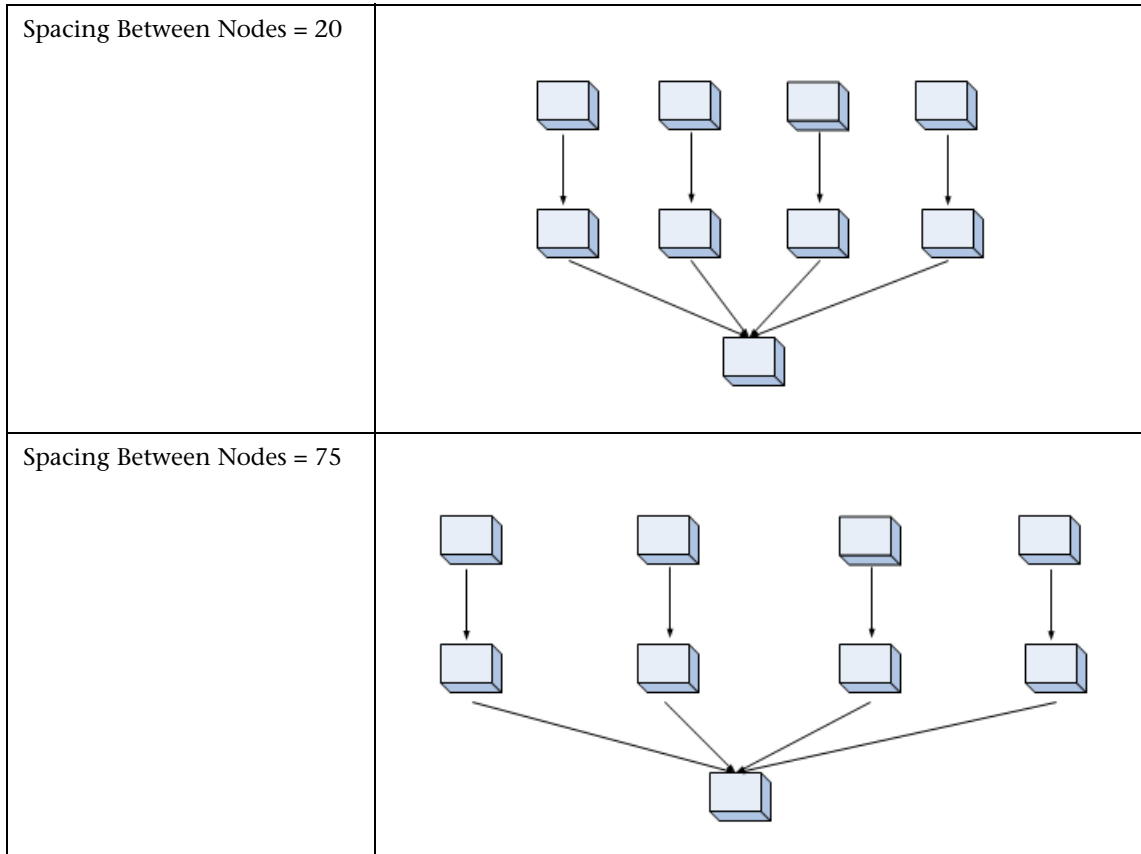 Spacing Between Nodes = 20
Spacing Between Nodes = 75